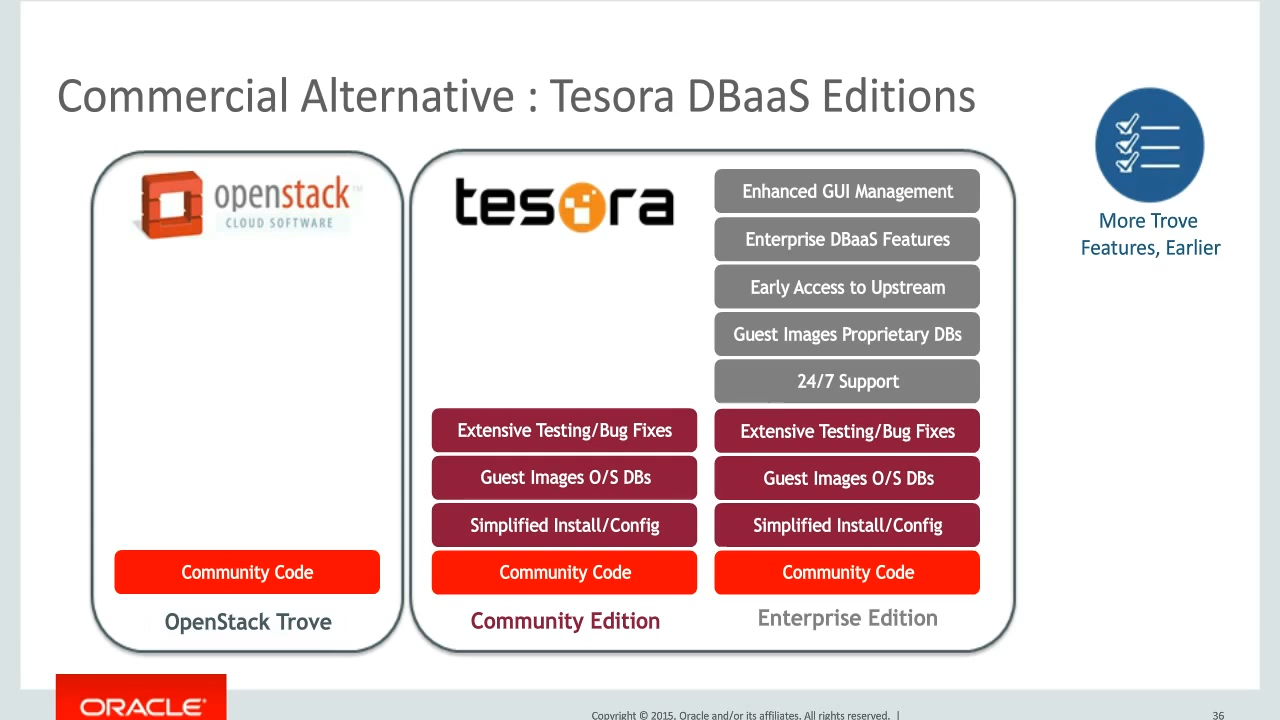 Commercial Alternative : Tesora DBaaS Editions
openstack™
CLOUD SOFTWARE
Community Code
OpenStack Trove
tesora
Extensive Testing/Bug Fixes
Guest Images O/S DBs
Simplified Install/Config
Community Code
Community Edition
Enhanced GUI Management
Enterprise DBaaS Features
Early Access to Upstream
Guest Images Proprietary DBs
24/7 Support
Extensive Testing/Bug Fixes
Guest Images O/S DBs
Simplified Install/Config
Community Code
Enterprise Edition
More Trove
Features, Earlier
ORACLE®
Copyright © 2015, Oracle and/or its affiliates. All rights reserved. |
36